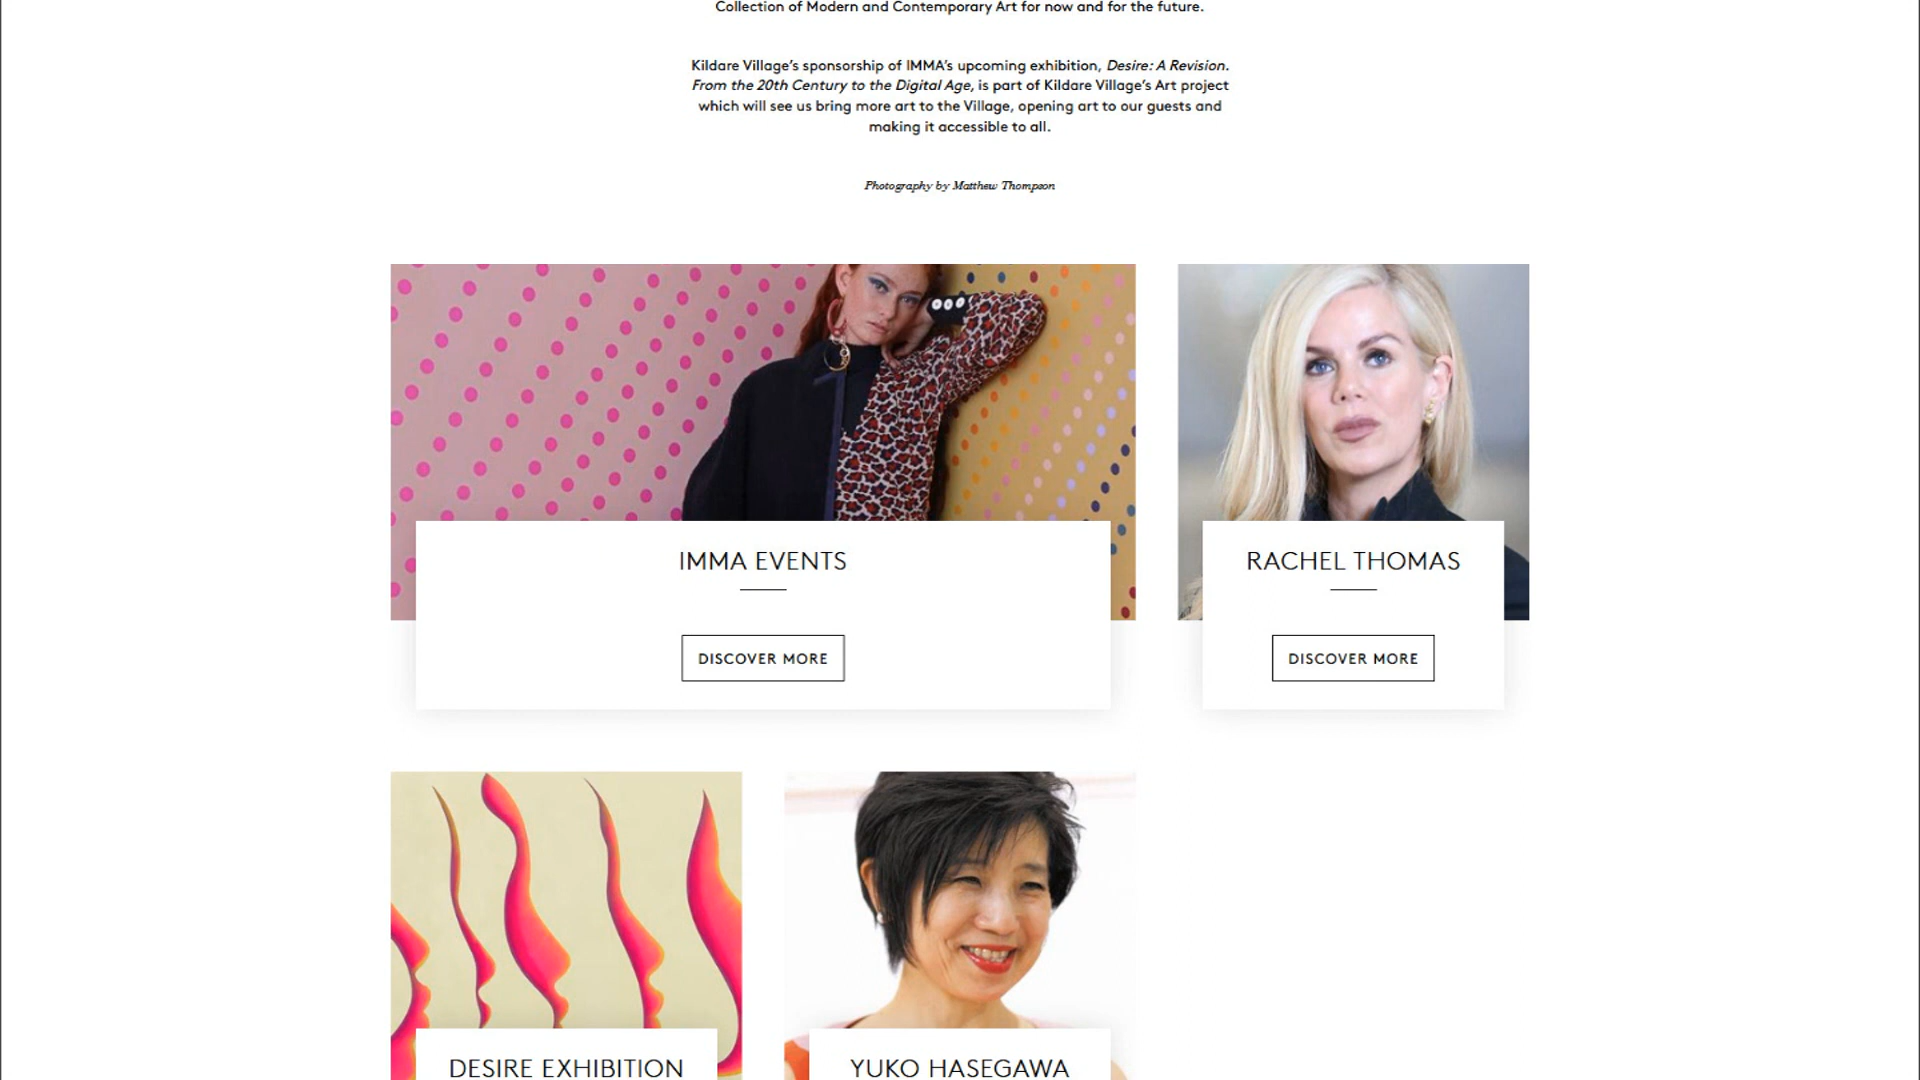 Collection of Modern and Contemporary Art for now and for the future.
Kildare Village's sponsorship of IMMA's upcoming exhibition, Desire: A Revision.
From the 20th Century to the Digital Age, is part of Kildare Village's Art project
which will see us bring more art to the Village, opening art to our guests and
making it accessible to all.
Photography by Matthew Thompson
IMMA EVENTS
DISCOVER MORE
RACHEL THOMAS
DISCOVER MORE
DESIRE EXHIBITION
YUKO HASEGAWA